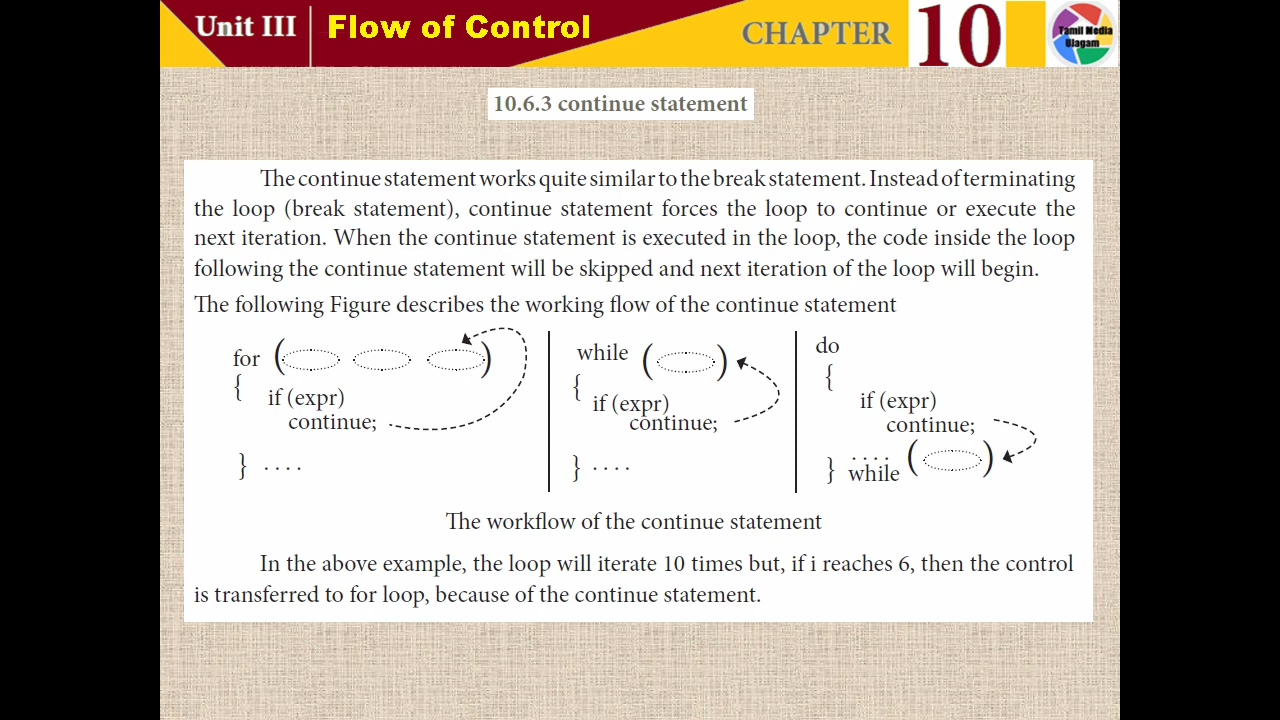 Unit III
Flow of Control
CHAPTER 10
Tamil Media
Ulagam
10.6.3 continue statement
The continue statement works quite similar to the break statement. Instead of terminating
the loop (break statement), continue statement forces the loop to continue or execute the
next iteration. When the continue statement is executed in the loop, the code inside the loop
following the continue statement will be skipped and next iteration of the loop will begin.
The following Figure describes the working flow of the continue statement
for ( )
{
if (expr)
continue;
. . . .
while ( )
{
if (expr)
continue;
. . . .
do
{
if (expr)
continue;
. . . .
while ( )
The workflow of the continue statement
In the above example, the loop will iterate 10 times but, if i reaches 6, then the control
is transferred to for loop, because of the continue statement.